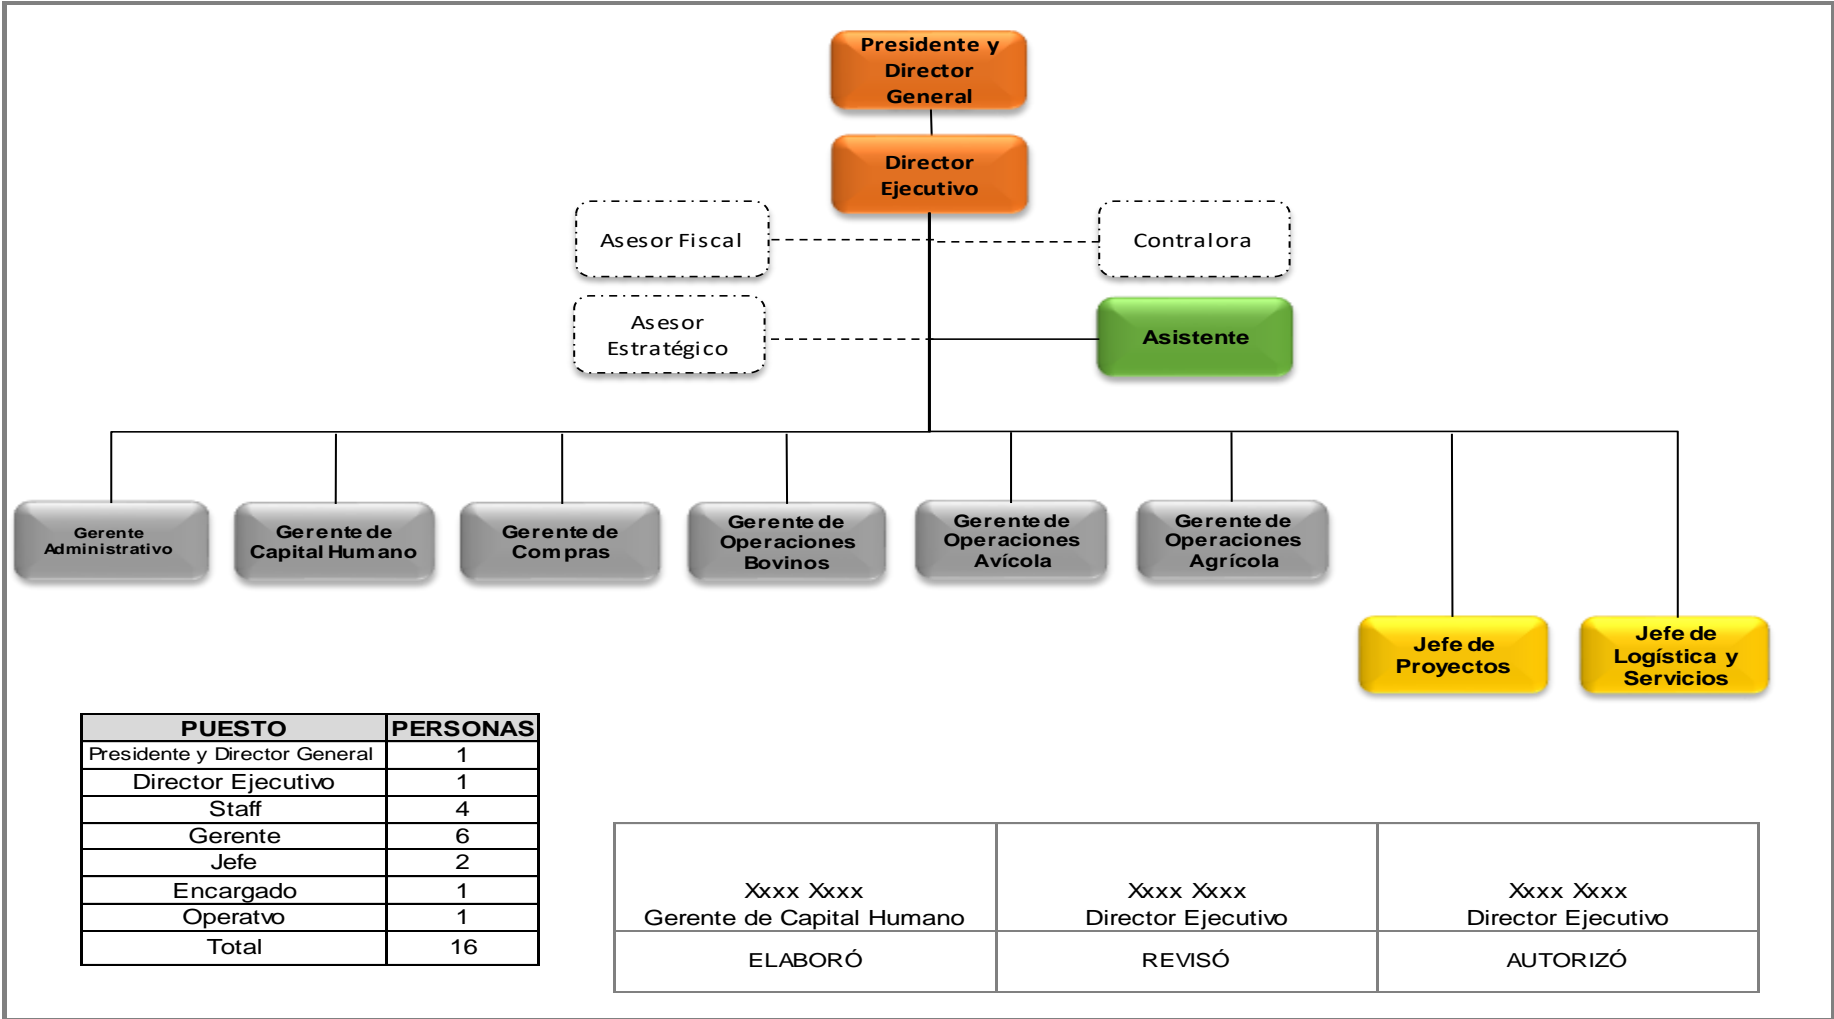 Presidente y
Director
General
Director
Ejecutivo
Asesor Fiscal
Contralora
Asesor
Estratégico
Asistente
Gerente
Administrativo
Gerente de
Capital Humano
Gerente de
Compras
Gerente de
Operaciones
Bovinos
Gerente de
Operaciones
Avícola
Gerente de
Operaciones
Agrícola
Jefe de
Proyectos
Jefe de
Logística y
Servicios
PUESTO PERSONAS
Presidente y Director General 1
Director Ejecutivo 1
Staff 4
Gerente 6
Jefe 2
Encargado 1
Operatvo 1
Total 16
Xxxx Xxxx
Gerente de Capital Humano
ELABORÓ
Xxxx Xxxx
Director Ejecutivo
REVISÓ
Xxxx Xxxx
Director Ejecutivo
AUTORIZÓ